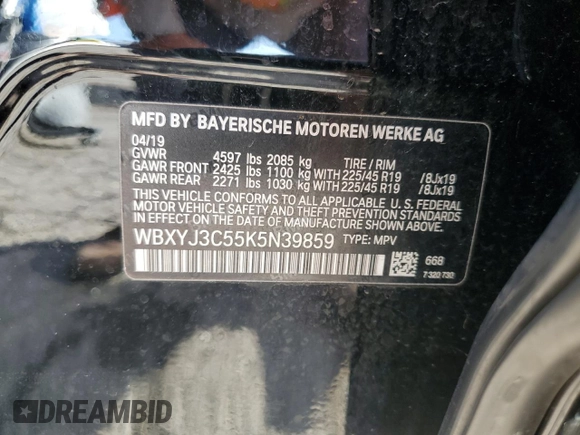 MFD BY BAYERISCHE MOTOREN WERKE AG
04/19
GVWR 4597 lbs 2085 kg TIRE / RIM
GAWR FRONT 2425 lbs 1100 kg WITH 225/45 R19 /8Jx19
GAWR REAR 2271 lbs 1030 kg WITH 225/45 R19 /8Jx19
THIS VEHICLE CONFORMS TO ALL APPLICABLE U. S. FEDERAL
MOTOR VEHICLE SAFETY AND THEFT PREVENTION STANDARDS
IN EFFECT ON THE DATE OF MANUFACTURE SHOWN ABOVE.
WBXYJ3C55K5N39859 TYPE: MPV
668
7 320 730
DREAMBID